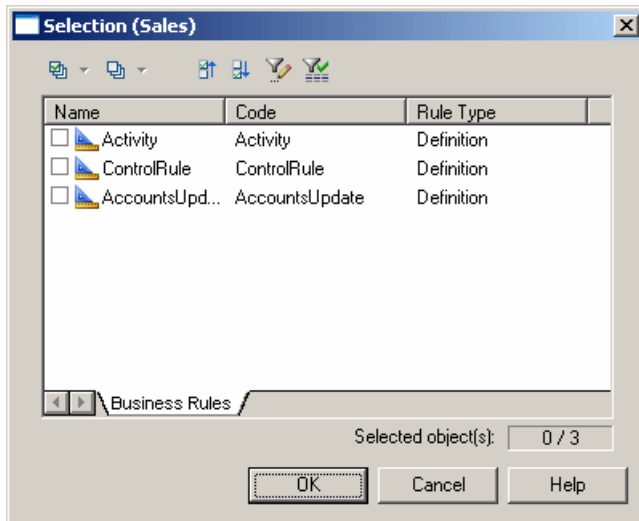 Selection (Sales)
Name Code Rule Type
Activity Activity Definition
ControlRule ControlRule Definition
AccountsUpd... AccountsUpdate Definition
Business Rules
Selected object(s): 0 / 3
OK Cancel Help